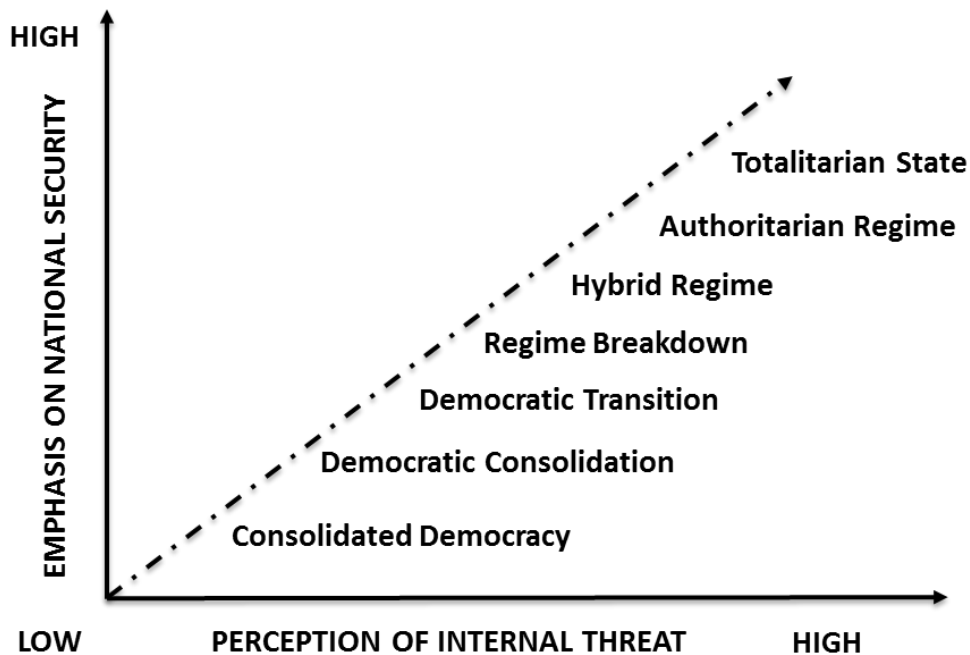 HIGH
EMPHASIS ON NATIONAL SECURITY
Totalitarian State
Authoritarian Regime
Hybrid Regime
Regime Breakdown
Democratic Transition
Democratic Consolidation
Consolidated Democracy
LOW
PERCEPTION OF INTERNAL THREAT
HIGH